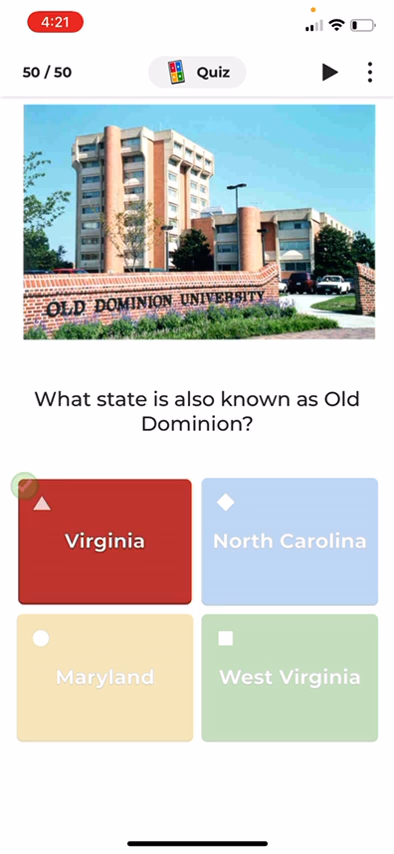 4:21
50 / 50
Quiz
OLD DOMINION UNIVERSITY
What state is also known as Old
Dominion?
Virginia
North Carolina
Maryland
West Virginia